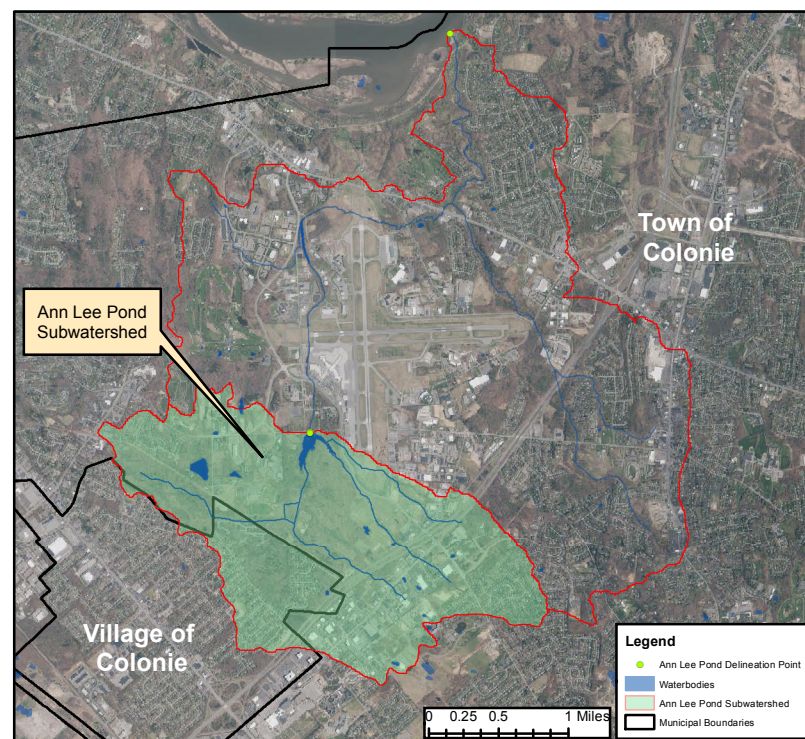 Town of
Colonie
Ann Lee Pond
Subwatershed
Village of
Colonie
Legend
Ann Lee Pond Delineation Point
Waterbodies
Ann Lee Pond Subwatershed
Municipal Boundaries
0 0.25 0.5 1 Miles